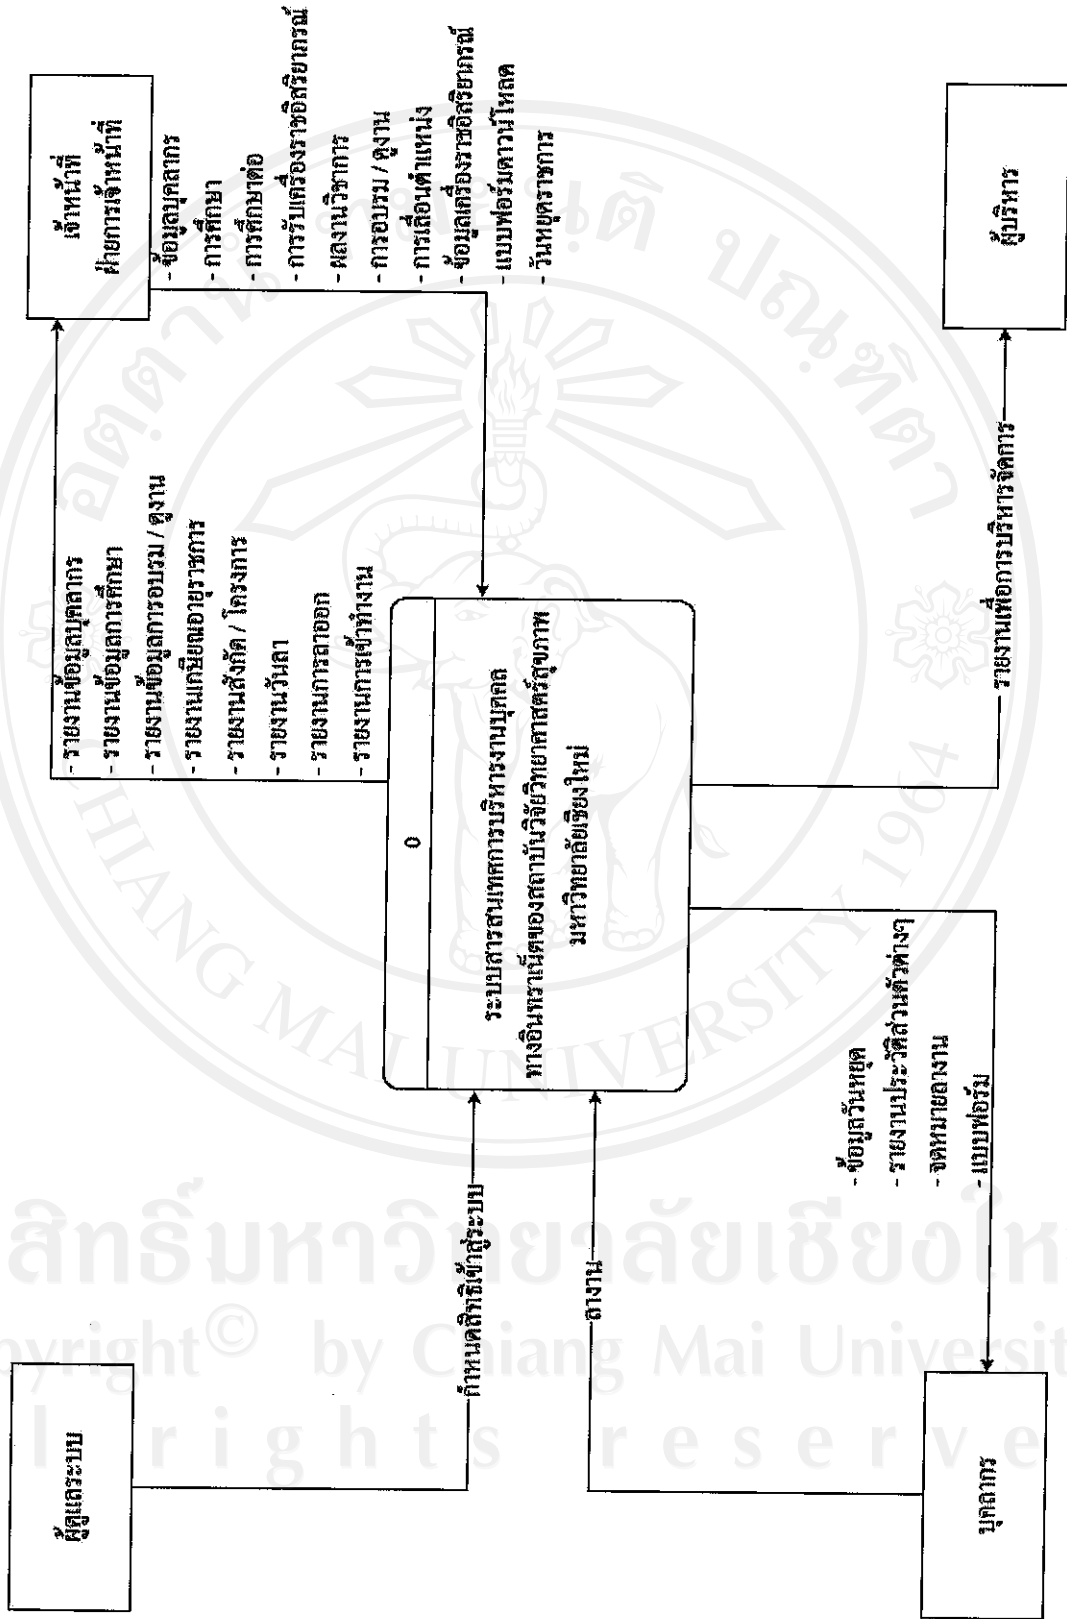 ผู้ดูแลระบบ
กำหนดสิทธิ์เข้าสู่ระบบ
เจ้าหน้าที่
ฝ่ายการเจ้าหน้าที่
- รายงานข้อมูลบุคลากร
- รายงานข้อมูลการศึกษา
- รายงานข้อมูลการอบรม / ดูงาน
- รายงานเกษียณอายุราชการ
- รายงานสังกัด / โครงการ
- รายงานวันลา
- รายงานการลาออก
- รายงานการเข้าทำงาน
- ข้อมูลบุคลากร
- การศึกษา
- การศึกษาต่อ
- การรับเครื่องราชอิสริยาภรณ์
- ผลงานวิชาการ
- การอบรม / ดูงาน
- การเลื่อนตำแหน่ง
- ข้อมูลเครื่องราชอิสริยาภรณ์
- แบบฟอร์มดาวน์โหลด
- วันหยุดราชการ
0
ระบบสารสนเทศการบริหารงานบุคคล
ทางอินทราเน็ตของสถาบันวิจัยวิทยาศาสตร์สุขภาพ
มหาวิทยาลัยเชียงใหม่
ลางาน
- ข้อมูลวันหยุด
- รายงานประวัติส่วนตัวต่างๆ
- จดหมายลางาน
- แบบฟอร์ม
บุคลากร
รายงานเพื่อการบริหารจัดการ
ผู้บริหาร
CHIANG MAI UNIVERSITY 1964
สิทธิ์มหาวิทยาลัยเชียงให
pyright © by Chiang Mai Universit
l rights reserve